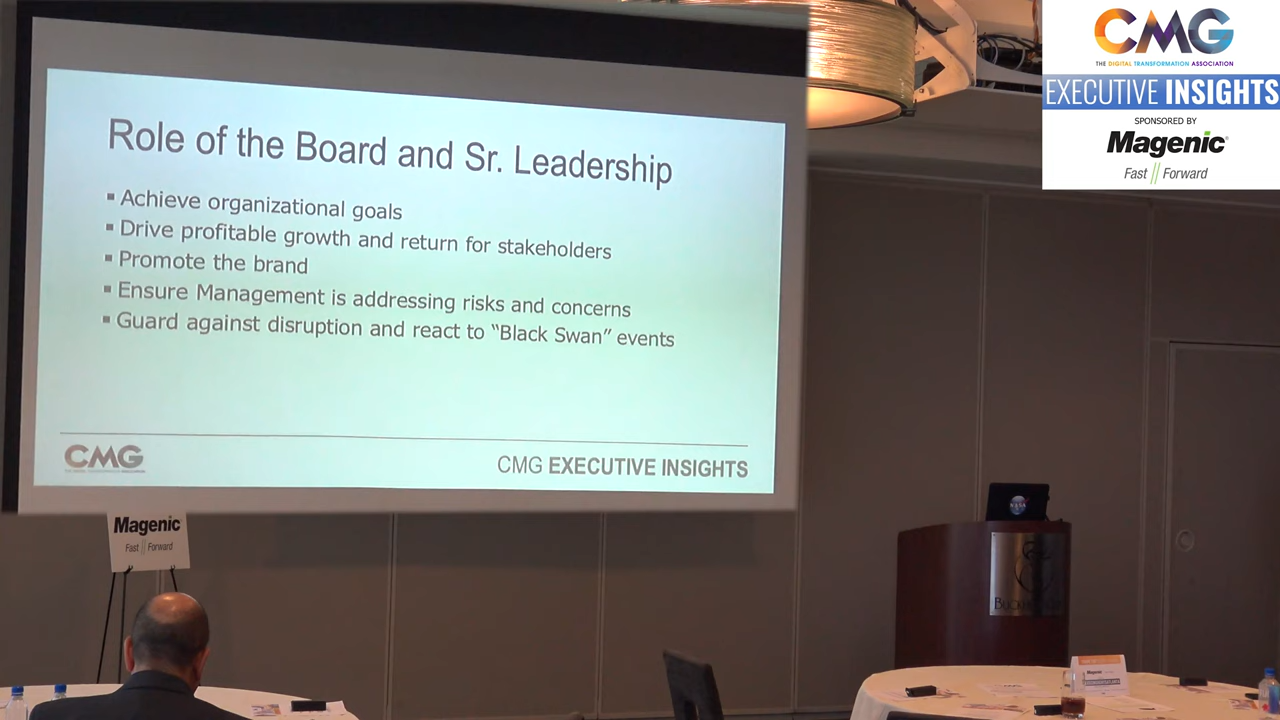 Role of the Board and Sr. Leadership
▪ Achieve organizational goals
▪ Drive profitable growth and return for stakeholders
▪ Promote the brand
▪ Ensure Management is addressing risks and concerns
▪ Guard against disruption and react to “Black Swan” events
CMG
CMG EXECUTIVE INSIGHTS
CMG
THE DIGITAL TRANSFORMATION ASSOCIATION
EXECUTIVE INSIGHTS
SPONSORED BY
Magenic
Fast // Forward
Magenic
Fast // Forward
NASA
Magenic